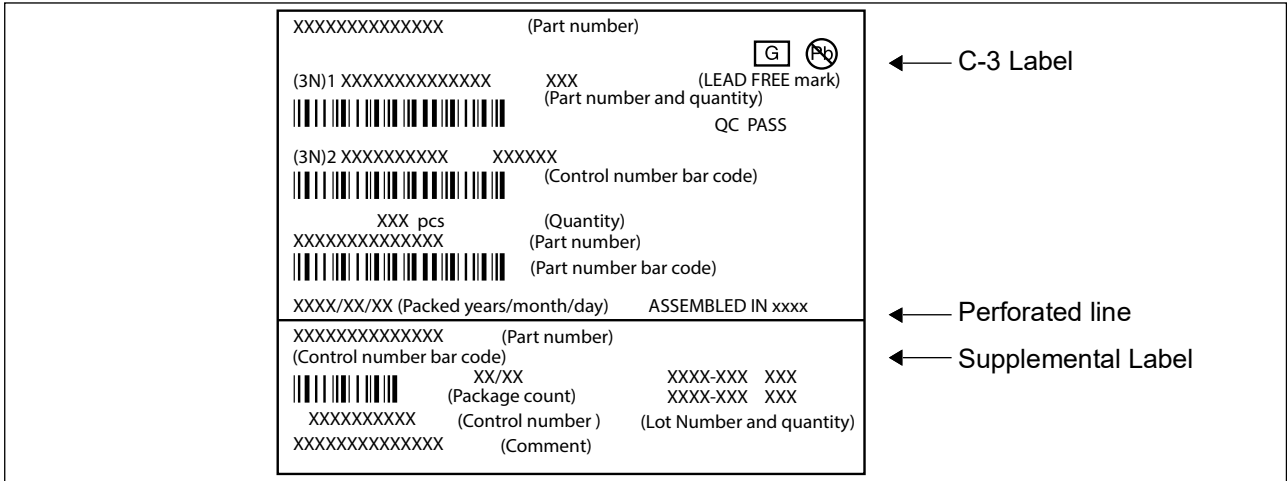 XXXXXXXXXXXXXX (Part number)
G Pb
C-3 Label
(3N)1 XXXXXXXXXXXXXX XXX (LEAD FREE mark)
(Part number and quantity)
QC PASS
(3N)2 XXXXXXXXXX XXXXXX
(Control number bar code)
XXX pcs (Quantity)
XXXXXXXXXXXXXX (Part number)
(Part number bar code)
XXXX/XX/XX (Packed years/month/day) ASSEMBLED IN xxxx
Perforated line
XXXXXXXXXXXXXX (Part number)
(Control number bar code)
Supplemental Label
XX/XX XXXX-XXX XXX
(Package count) XXXX-XXX XXX
XXXXXXXXXX (Control number ) (Lot Number and quantity)
XXXXXXXXXXXXXX (Comment)